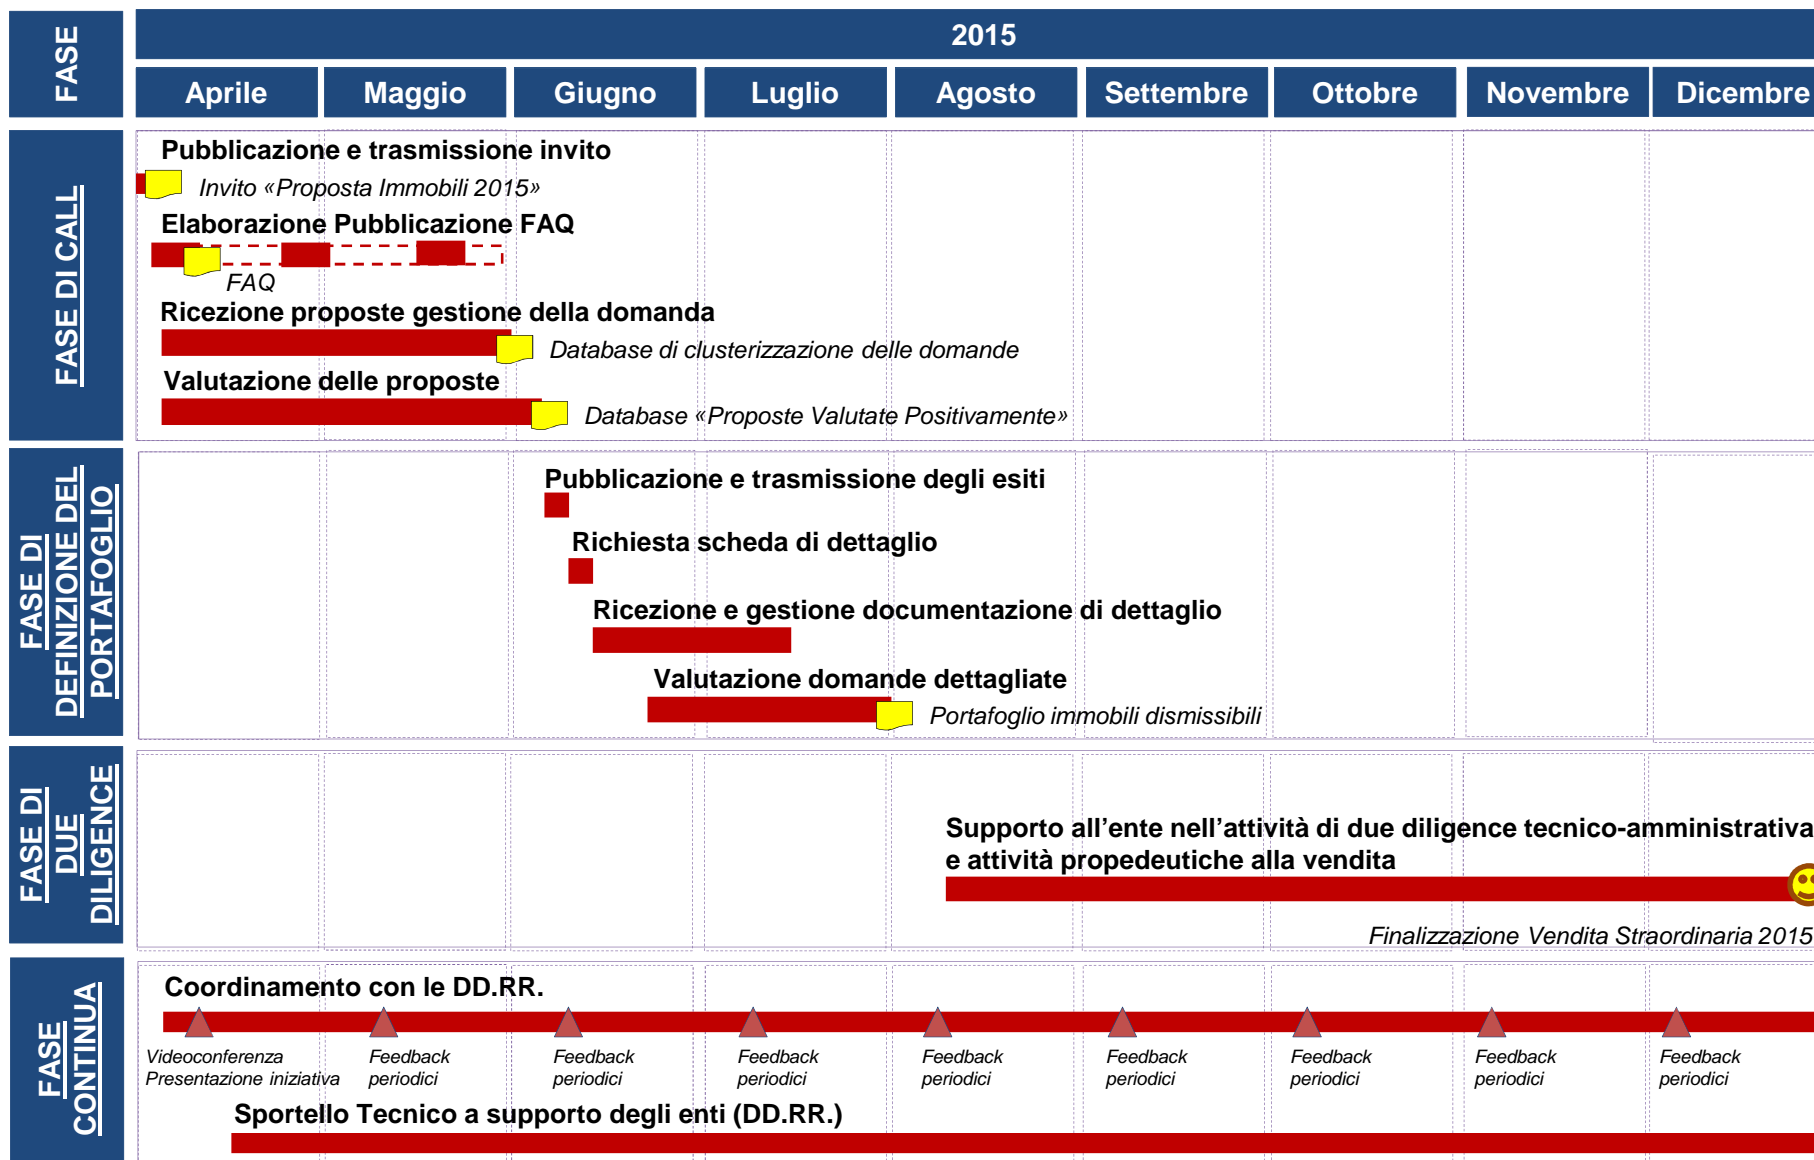 FASE
2015
Aprile
Maggio
Giugno
Luglio
Agosto
Settembre
Ottobre
Novembre
Dicembre
FASE DI CALL
Pubblicazione e trasmissione invito
Invito «Proposta Immobili 2015»
Elaborazione Pubblicazione FAQ
FAQ
Ricezione proposte gestione della domanda
Database di clusterizzazione delle domande
Valutazione delle proposte
Database «Proposte Valutate Positivamente»
FASE DI
DEFINIZIONE DEL
PORTAFOGLIO
Pubblicazione e trasmissione degli esiti
Richiesta scheda di dettaglio
Ricezione e gestione documentazione di dettaglio
Valutazione domande dettagliate
Portafoglio immobili dismissibili
FASE DI
DUE
DILIGENCE
Supporto all'ente nell'attività di due diligence tecnico-amministrativa
e attività propedeutiche alla vendita
Finalizzazione Vendita Straordinaria 2015
FASE
CONTINUA
Coordinamento con le DD.RR.
Videoconferenza
Presentazione iniziativa
Feedback
periodici
Feedback
periodici
Feedback
periodici
Feedback
periodici
Feedback
periodici
Feedback
periodici
Feedback
periodici
Feedback
periodici
Sportello Tecnico a supporto degli enti (DD.RR.)